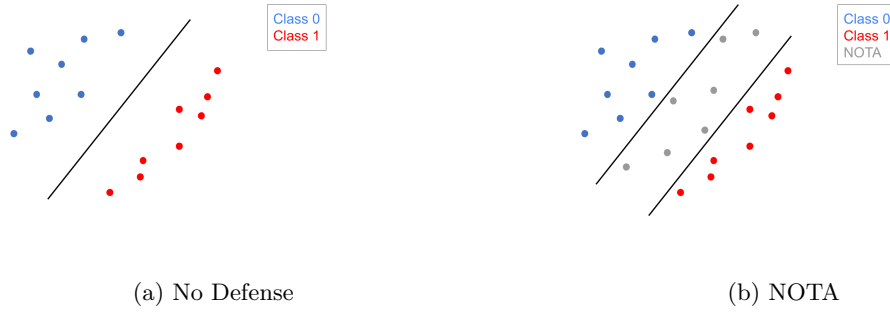 Class 0
Class 1
Class 0
Class 1
NOTA
(a) No Defense
(b) NOTA